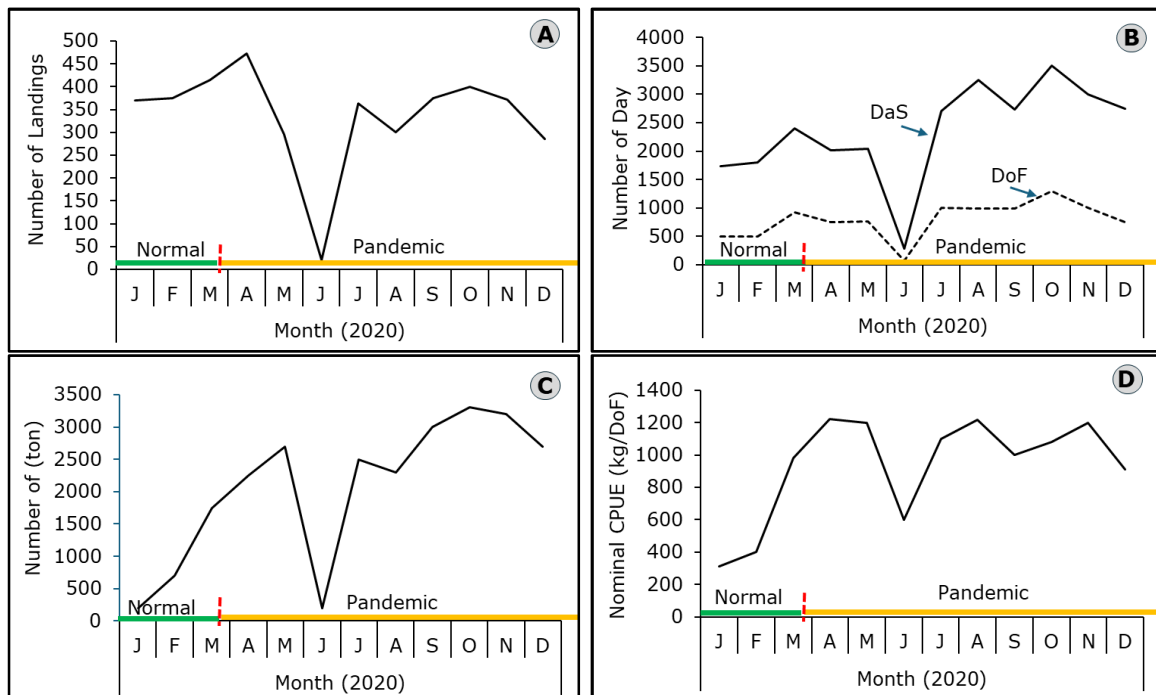 A
Number of Landings
500
450
400
350
300
250
200
150
100
50
0
Normal
Pandemic
J F M A M J J A S O N D
Month (2020)
B
Number of Day
4000
3500
3000
2500
2000
1500
1000
500
0
DaS
DoF
Normal
Pandemic
J F M A M J J A S O N D
Month (2020)
C
Number of (ton)
3500
3000
2500
2000
1500
1000
500
0
Normal
Pandemic
J F M A M J J A S O N D
Month (2020)
D
Nominal CPUE (kg/DoF)
1400
1200
1000
800
600
400
200
0
Normal
Pandemic
J F M A M J J A S O N D
Month (2020)